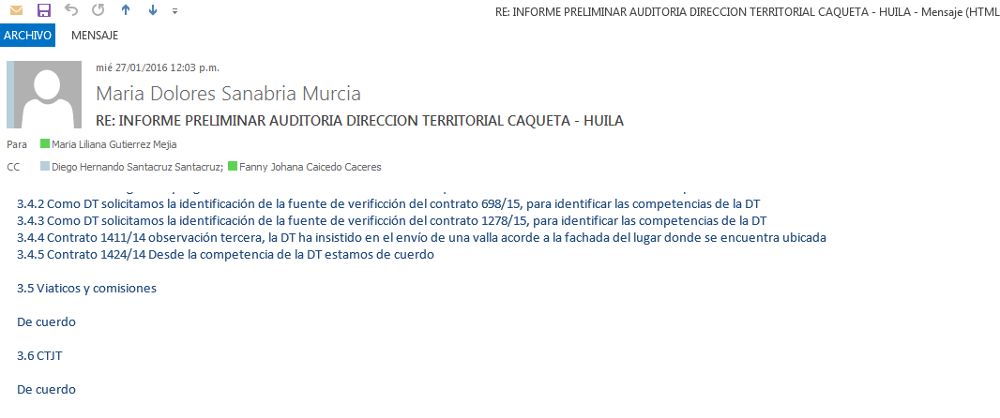 RE: INFORME PRELIMINAR AUDITORIA DIRECCION TERRITORIAL CAQUETA - HUILA - Mensaje (HTML
ARCHIVO MENSAJE
mié 27/01/2016 12:03 p.m.
Maria Dolores Sanabria Murcia
RE: INFORME PRELIMINAR AUDITORIA DIRECCION TERRITORIAL CAQUETA - HUILA
Para Maria Liliana Gutierrez Mejia
CC Diego Hernando Santacruz Santacruz; Fanny Johana Caicedo Caceres
3.4.2 Como DT solicitamos la identificación de la fuente de verificción del contrato 698/15, para identificar las competencias de la DT
3.4.3 Como DT solicitamos la identificación de la fuente de verificción del contrato 1278/15, para identificar las competencias de la DT
3.4.4 Contrato 1411/14 observación tercera, la DT ha insistido en el envío de una valla acorde a la fachada del lugar donde se encuentra ubicada
3.4.5 Contrato 1424/14 Desde la competencia de la DT estamos de cuerdo
3.5 Viaticos y comisiones
De cuerdo
3.6 CTJT
De cuerdo